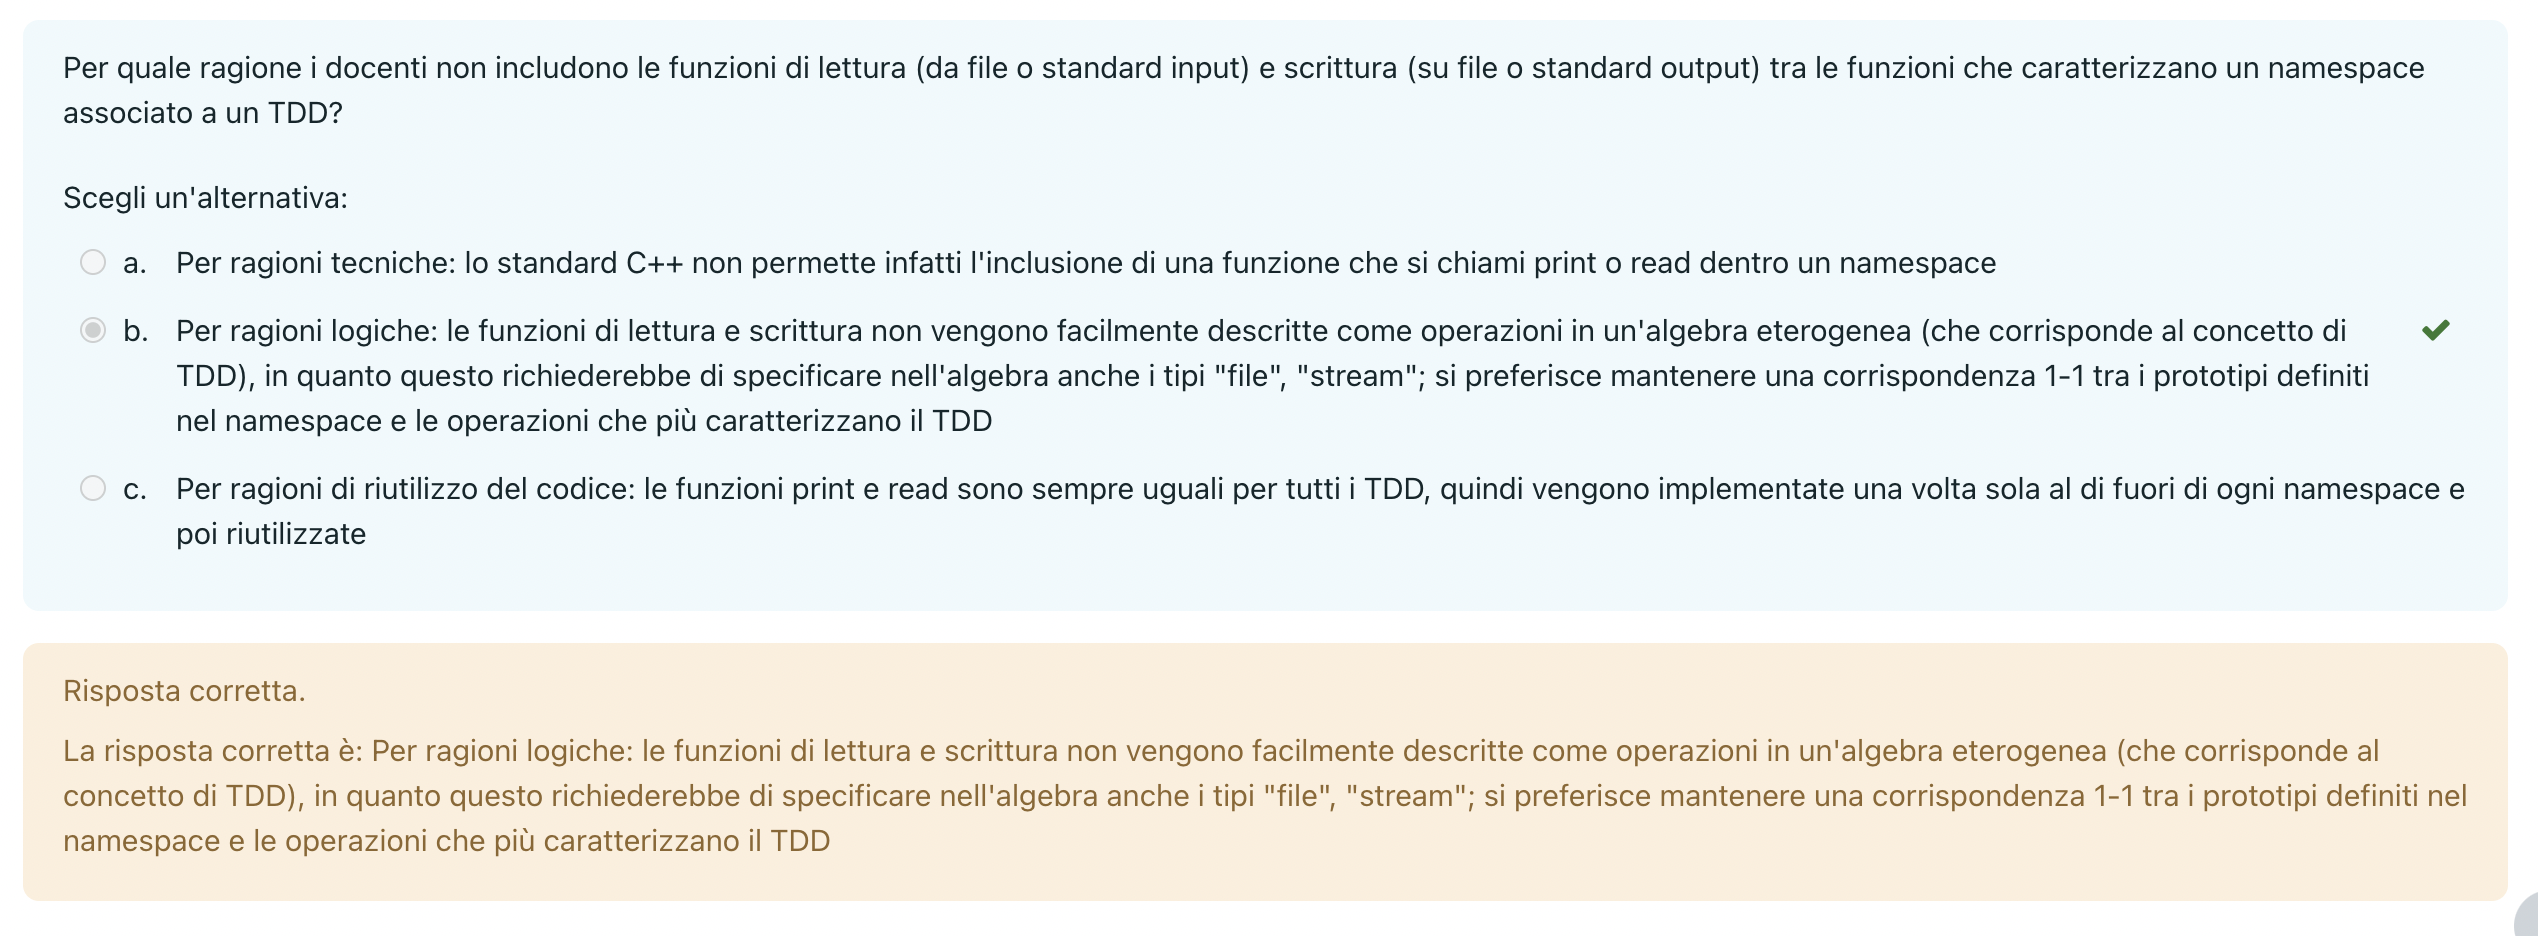 Per quale ragione i docenti non includono le funzioni di lettura (da file o standard input) e scrittura (su file o standard output) tra le funzioni che caratterizzano un namespace
associato a un TDD?
Scegli un'alternativa:
a. Per ragioni tecniche: lo standard C++ non permette infatti l'inclusione di una funzione che si chiami print o read dentro un namespace
b. Per ragioni logiche: le funzioni di lettura e scrittura non vengono facilmente descritte come operazioni in un'algebra eterogenea (che corrisponde al concetto di
TDD), in quanto questo richiederebbe di specificare nell'algebra anche i tipi "file", "stream"; si preferisce mantenere una corrispondenza 1-1 tra i prototipi definiti
nel namespace e le operazioni che più caratterizzano il TDD
c. Per ragioni di riutilizzo del codice: le funzioni print e read sono sempre uguali per tutti i TDD, quindi vengono implementate una volta sola al di fuori di ogni namespace e
poi riutilizzate
Risposta corretta.
La risposta corretta è: Per ragioni logiche: le funzioni di lettura e scrittura non vengono facilmente descritte come operazioni in un'algebra eterogenea (che corrisponde al
concetto di TDD), in quanto questo richiederebbe di specificare nell'algebra anche i tipi "file", "stream"; si preferisce mantenere una corrispondenza 1-1 tra i prototipi definiti nel
namespace e le operazioni che più caratterizzano il TDD